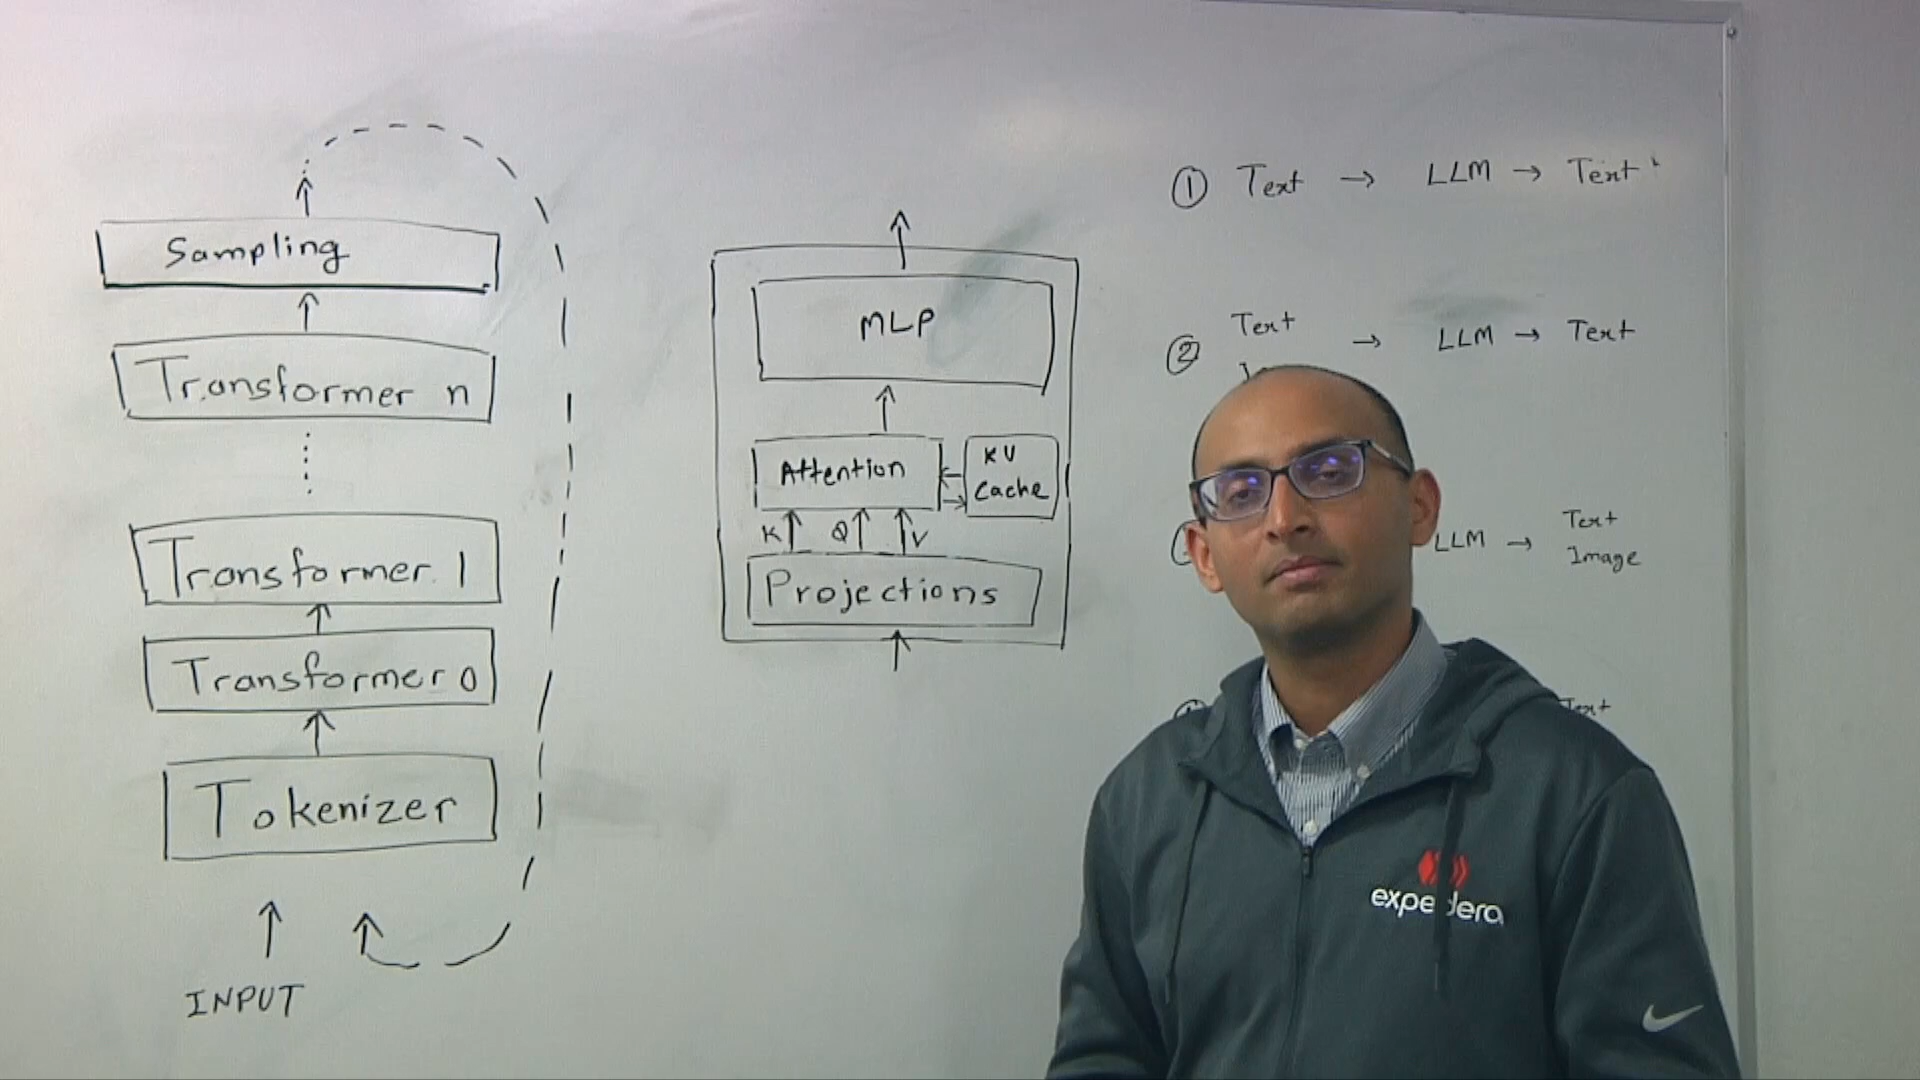 Sampling
Transformer n
Transformer 1
Transformer 0
Tokenizer
INPUT
MLP
Attention
KV
Cache
K Q V
Projections
① Text → LLM → Text
② Text → LLM → Text
LLM → Text
Image
Text
expedera